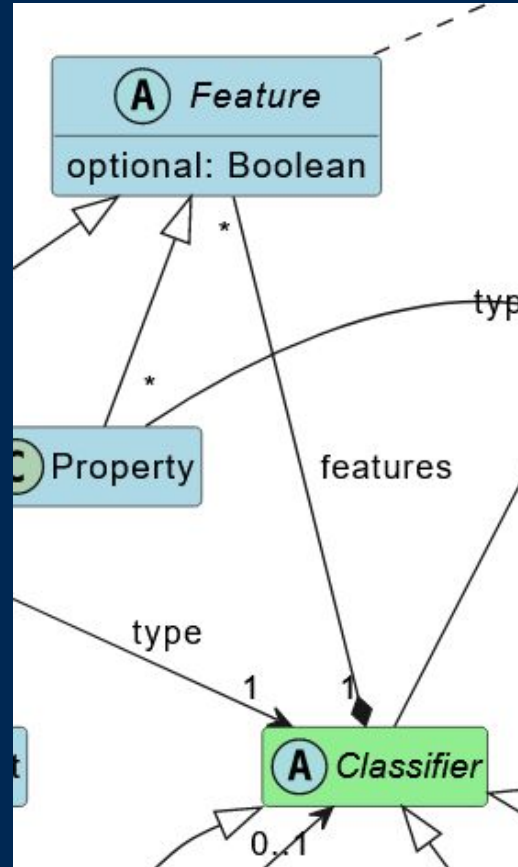 A Feature
optional: Boolean
*
typ
*
C Property
features
type
1
1
t
A Classifier
0..1